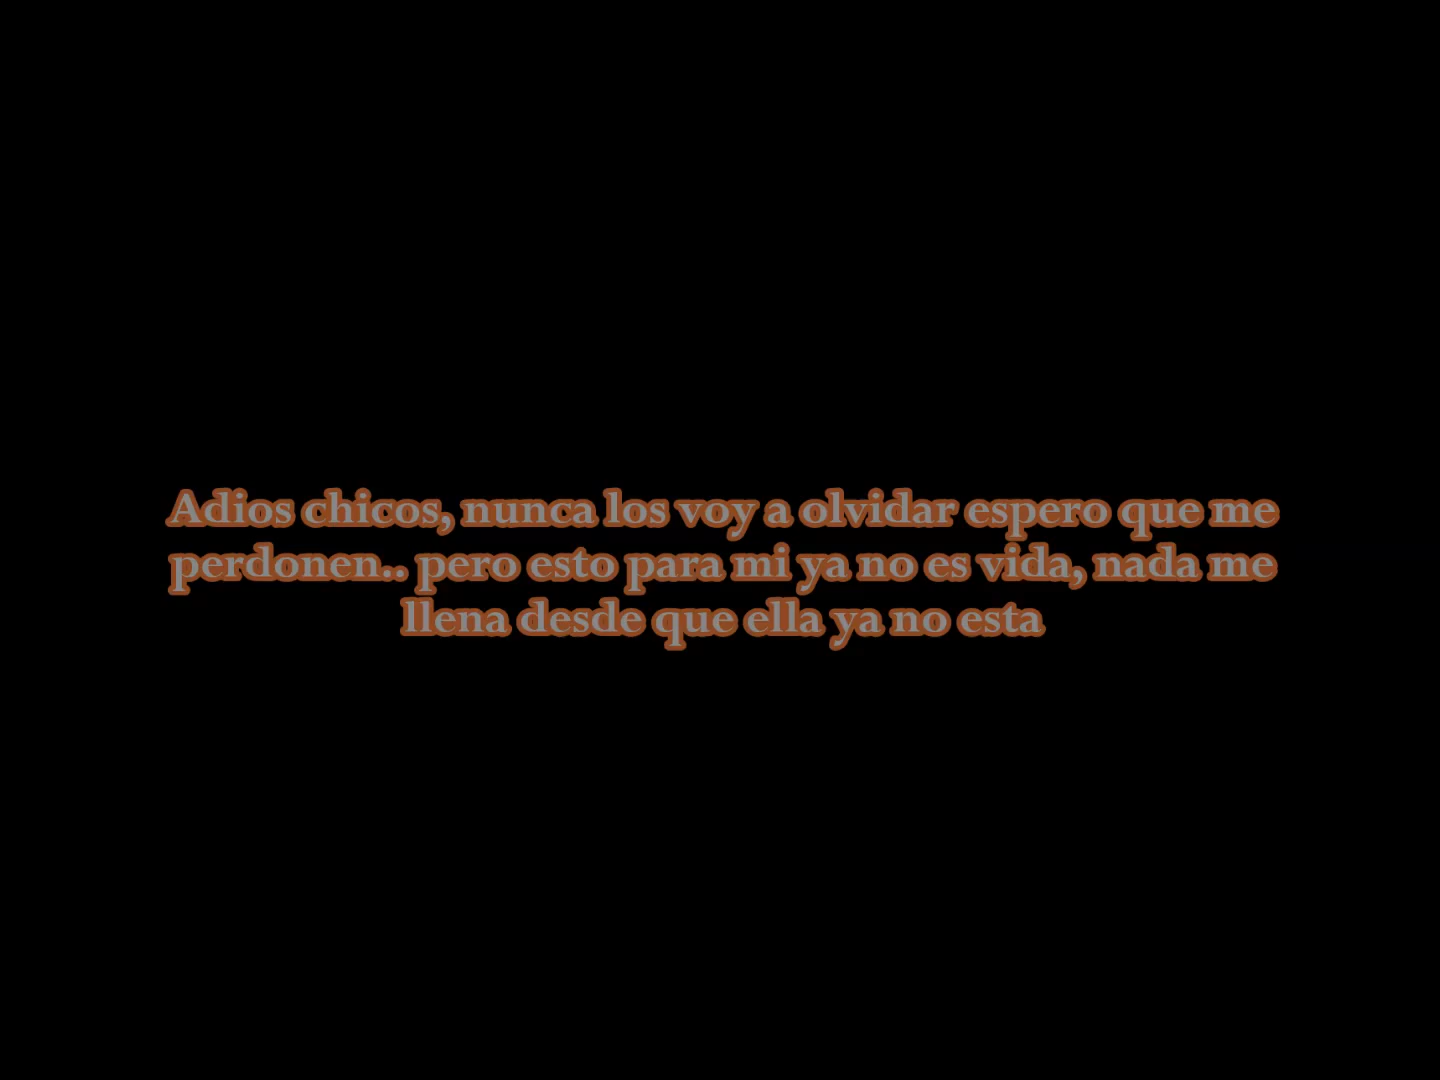 Adios chicos, nunca los voy a olvidar espero que me
perdonen.. pero esto para mi ya no es vida, nada me
llena desde que ella ya no esta